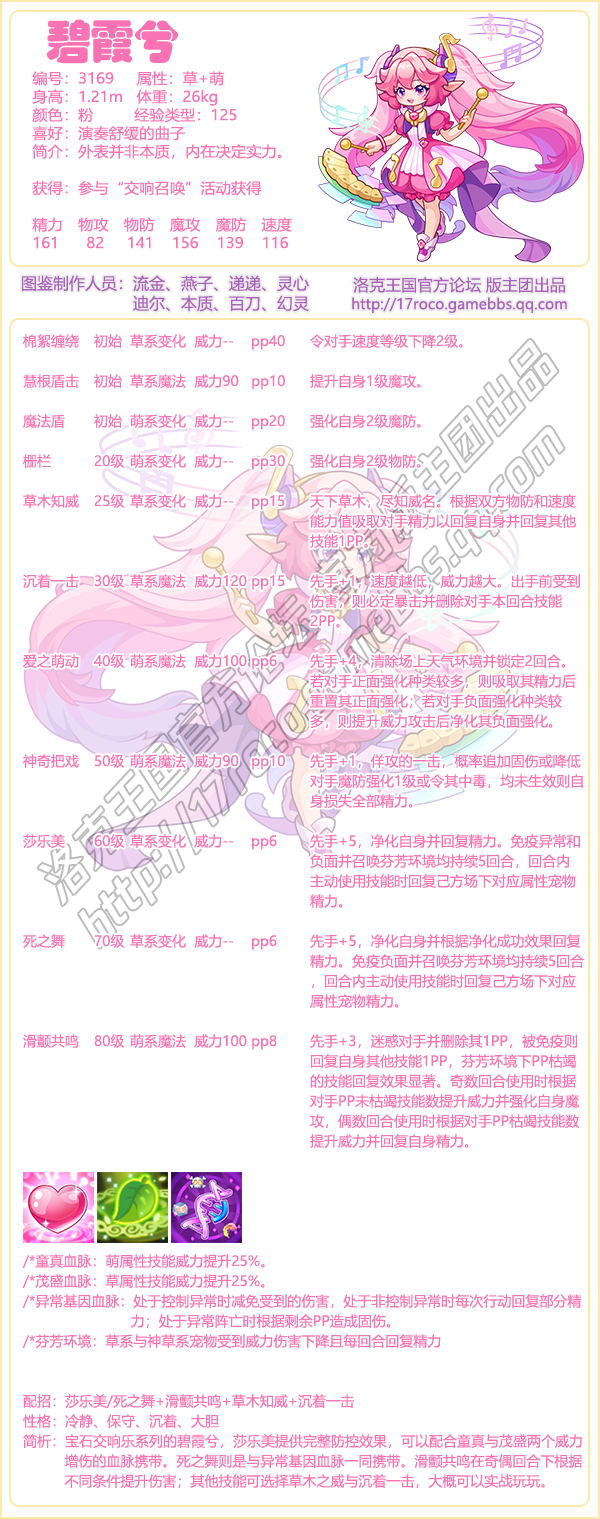 碧霞兮
编号：3169 属性：草+萌
身高：1.21m 体重：26kg
颜色：粉 经验类型：125
喜好：演奏舒缓的曲子
简介：外表并非本质，内在决定实力。
获得：参与“交响召唤”活动获得
精力 物攻 物防 魔攻 魔防 速度
161 82 141 156 139 116
图鉴制作人员：流金、燕子、递递、灵心
迪尔、本质、百刀、幻灵
洛克王国官方论坛 版主团出品
http://17roco.gamebbs.qq.com
棉絮缠绕 初始 草系变化 威力-- pp40 令对手速度等级下降2级。
慧根盾击 初始 草系魔法 威力90 pp10 提升自身1级魔攻。
魔法盾 初始 萌系变化 威力-- pp20 强化自身2级魔防。
栅栏 20级 萌系变化 威力-- pp30 强化自身2级物防。
草木知威 25级 草系变化 威力-- pp15 天下草木，尽知威名。根据双方物防和速度
能力值吸取对手精力以回复自身并回复其他
技能1PP。
沉着一击 30级 草系魔法 威力120 pp15 先手+1，速度越低，威力越大。出手前受到
伤害，则必定暴击并删除对手本回合技能
2PP。
爱之萌动 40级 萌系魔法 威力100 pp6 先手+4，清除场上天气环境并锁定2回合。
若对手正面强化种类较多，则吸取其精力后
重置其正面强化；若对手负面强化种类较
多，则提升威力攻击后净化其负面强化。
神奇把戏 50级 萌系魔法 威力90 pp10 先手+1，佯攻的一击，概率追加固伤或降低
对手魔防强化1级或令其中毒，均未生效则自
身损失全部精力。
莎乐美 60级 草系变化 威力-- pp6 先手+5，净化自身并回复精力。免疫异常和
负面并召唤芬芳环境均持续5回合，回合内
主动使用技能时回复己方场下对应属性宠物
精力。
死之舞 70级 草系变化 威力-- pp6 先手+5，净化自身并根据净化成功效果回复
精力。免疫负面并召唤芬芳环境均持续5回合
，回合内主动使用技能时回复己方场下对应
属性宠物精力。
滑颤共鸣 80级 萌系魔法 威力100 pp8 先手+3，迷惑对手并删除其1PP，被免疫则
回复自身其他技能1PP，芬芳环境下PP枯竭
的技能回复效果显著。奇数回合使用时根据
对手PP未枯竭技能数提升威力并强化自身魔
攻，偶数回合使用时根据对手PP枯竭技能数
提升威力并回复自身精力。
/*童真血脉：萌属性技能威力提升25%。
/*茂盛血脉：草属性技能威力提升25%。
/*异常基因血脉：处于控制异常时减免受到的伤害，处于非控制异常时每次行动回复部分精
力；处于异常阵亡时根据剩余PP造成固伤。
/*芬芳环境：草系与神草系宠物受到威力伤害下降且每回合回复精力
配招：莎乐美/死之舞+滑颤共鸣+草木知威+沉着一击
性格：冷静、保守、沉着、大胆
简析：宝石交响乐系列的碧霞兮，莎乐美提供完整防控效果，可以配合童真与茂盛两个威力
增伤的血脉携带。死之舞则是与异常基因血脉一同携带。滑颤共鸣在奇偶回合下根据
不同条件提升伤害；其他技能可选择草木之威与沉着一击，大概可以实战玩玩。
洛克王国官方论坛 版主团出品
http://17roco.gamebbs.qq.com